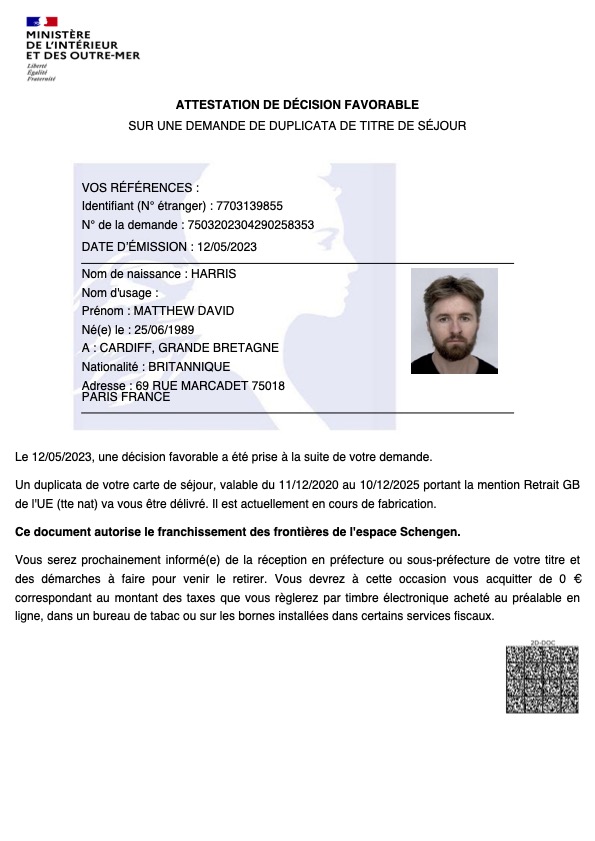 MINISTÈRE
DE L'INTÉRIEUR
ET DES OUTRE-MER
Liberté
Égalité
Fraternité
ATTESTATION DE DÉCISION FAVORABLE
SUR UNE DEMANDE DE DUPLICATA DE TITRE DE SÉJOUR
VOS RÉFÉRENCES :
Identifiant (N° étranger) : 7703139855
N° de la demande : 7503202304290258353
DATE D'ÉMISSION : 12/05/2023
Nom de naissance : HARRIS
Nom d'usage :
Prénom : MATTHEW DAVID
Né(e) le : 25/06/1989
A : CARDIFF, GRANDE BRETAGNE
Nationalité : BRITANNIQUE
Adresse : 69 RUE MARCADET 75018
PARIS FRANCE
Le 12/05/2023, une décision favorable a été prise à la suite de votre demande.
Un duplicata de votre carte de séjour, valable du 11/12/2020 au 10/12/2025 portant la mention Retrait GB
de l'UE (tte nat) va vous être délivré. Il est actuellement en cours de fabrication.
Ce document autorise le franchissement des frontières de l'espace Schengen.
Vous serez prochainement informé(e) de la réception en préfecture ou sous-préfecture de votre titre et
des démarches à faire pour venir le retirer. Vous devrez à cette occasion vous acquitter de 0 €
correspondant au montant des taxes que vous règlerez par timbre électronique acheté au préalable en
ligne, dans un bureau de tabac ou sur les bornes installées dans certains services fiscaux.
2D-DOC